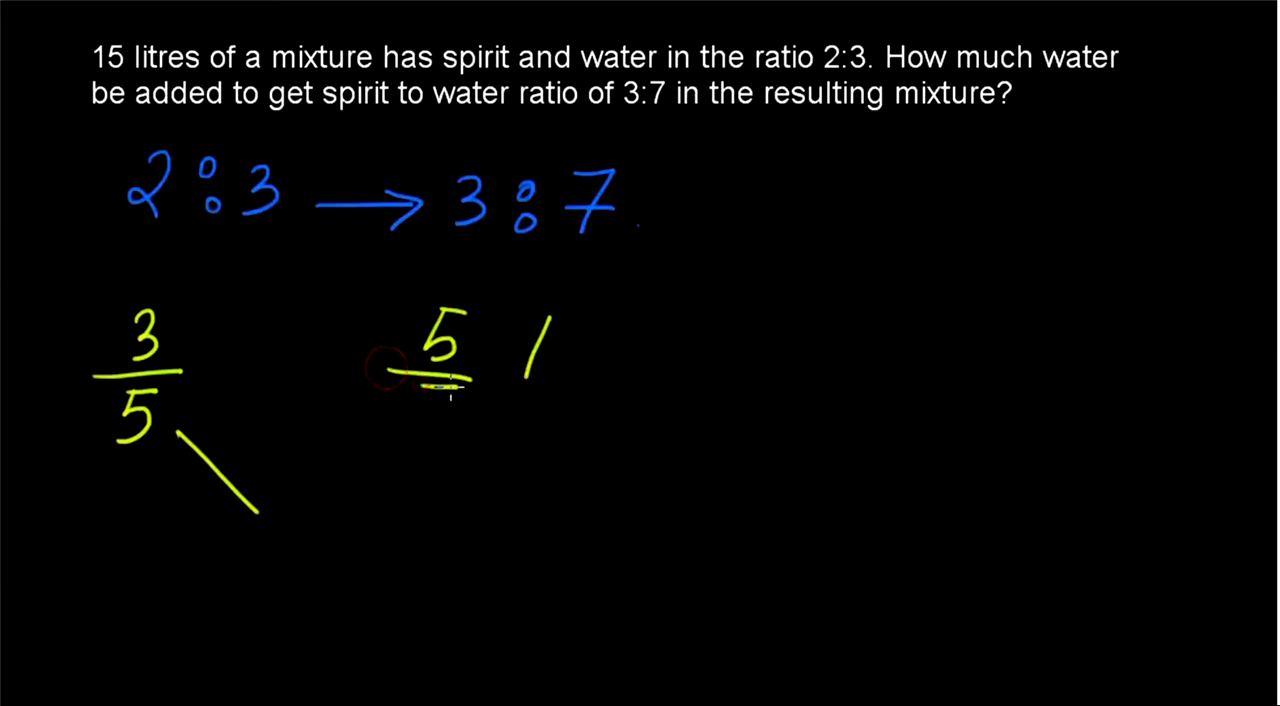 15 litres of a mixture has spirit and water in the ratio 2:3. How much water
be added to get spirit to water ratio of 3:7 in the resulting mixture?
2:3 → 3:7
3/5 5 /